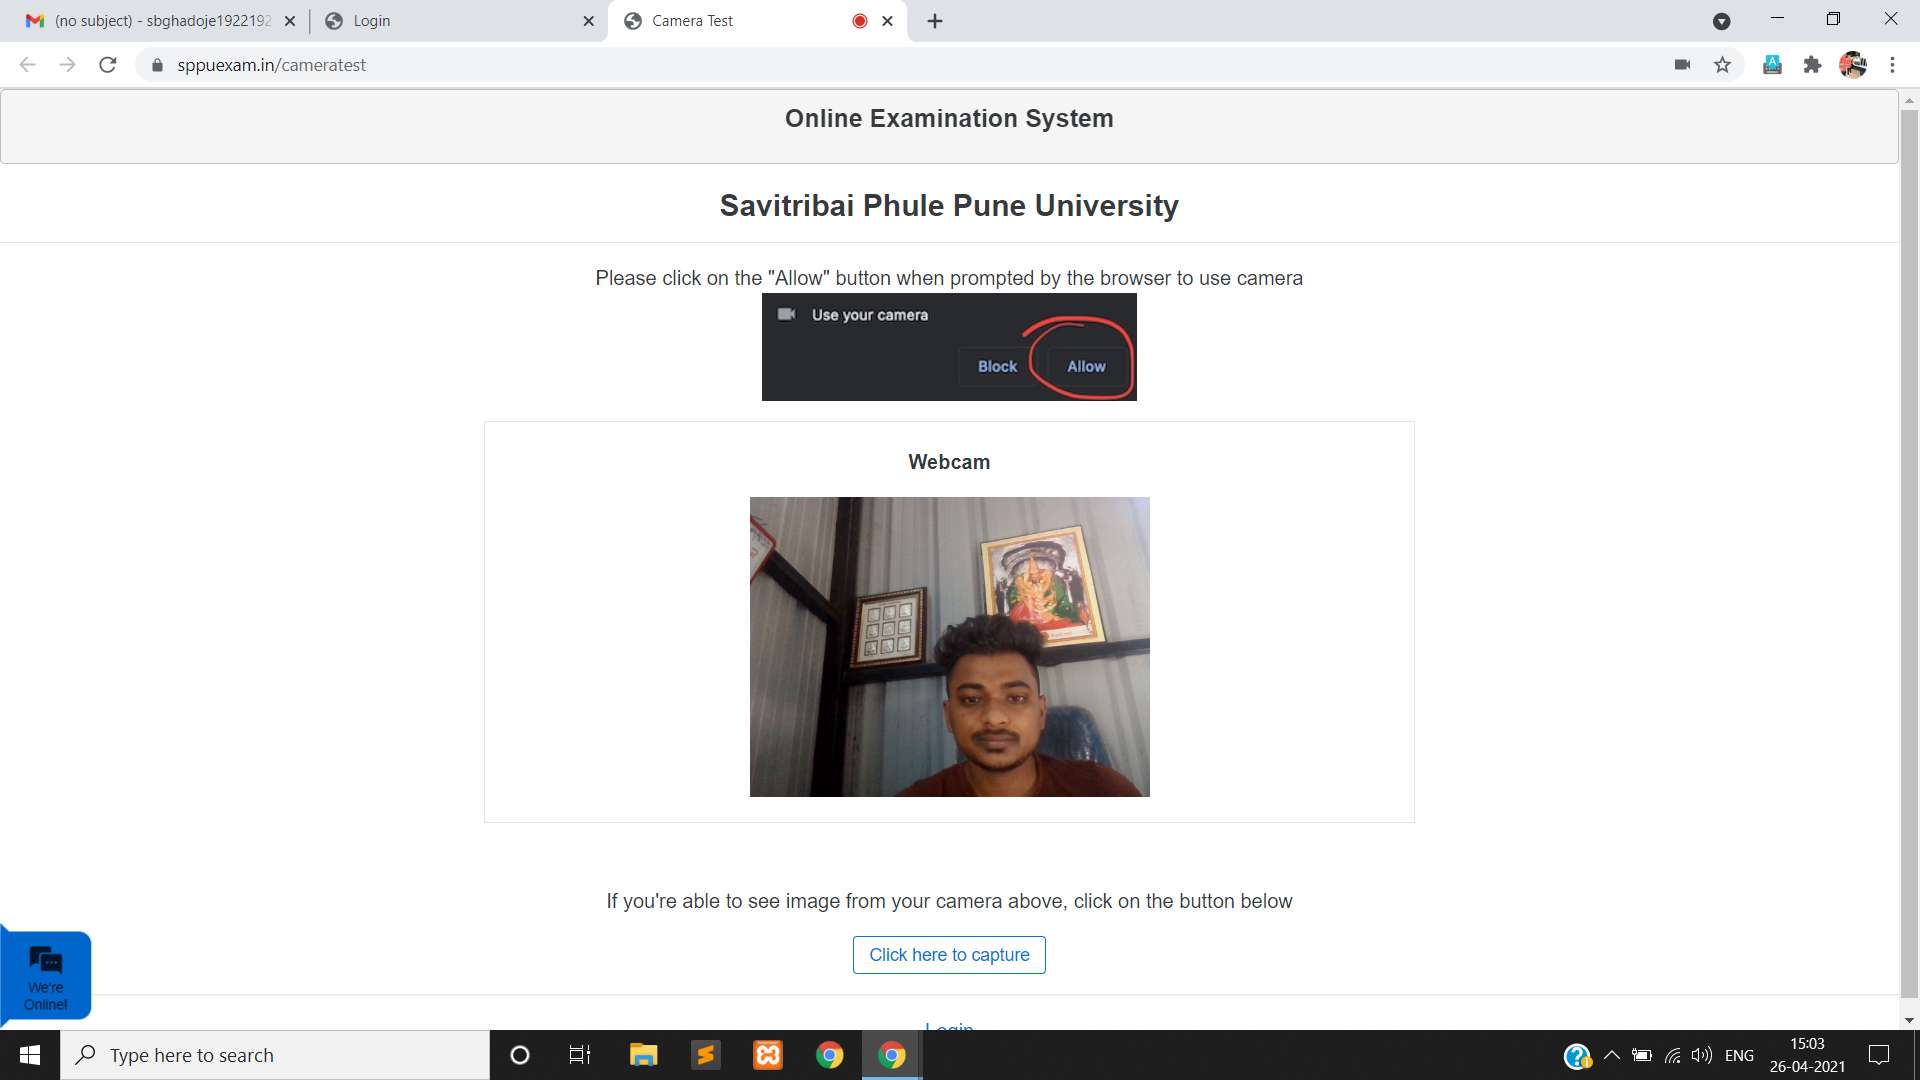 (no subject) - sbghadoje1922192
Login
Camera Test
sppuexam.in/cameratest
Online Examination System
Savitribai Phule Pune University
Please click on the "Allow" button when prompted by the browser to use camera
Use your camera
Block
Allow
Webcam
If you're able to see image from your camera above, click on the button below
Click here to capture
We're
Online!
Login
Type here to search
ENG
15:03
26-04-2021